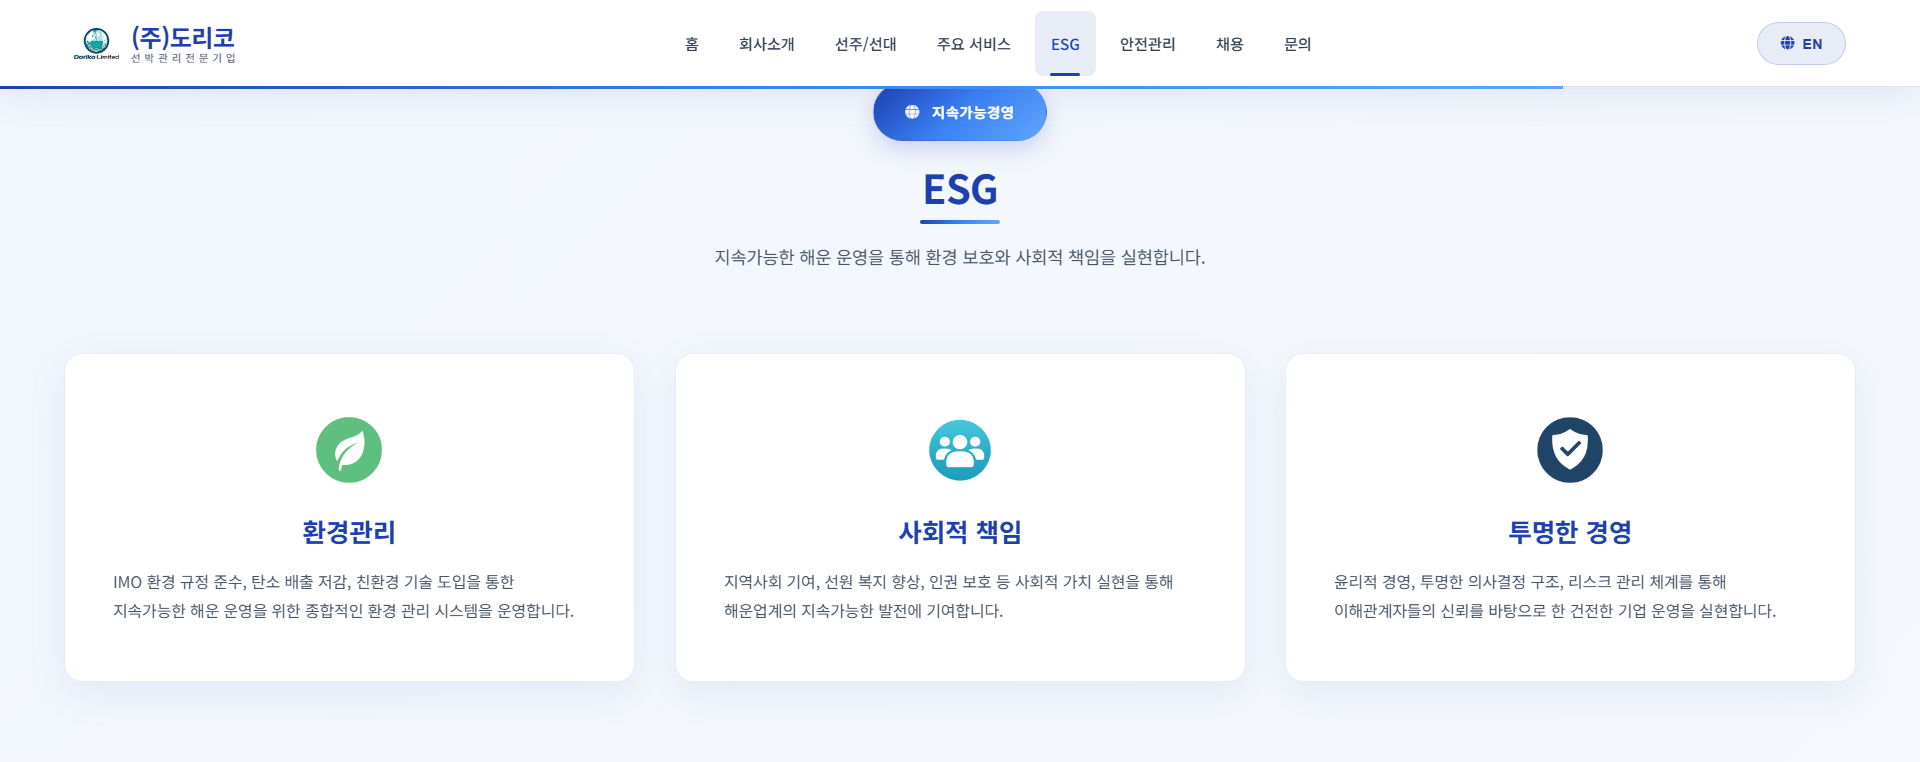 Doriko Limited
(주)도리코
선박관리전문기업
홈
회사소개
선주/선대
주요 서비스
ESG
안전관리
채용
문의
EN
지속가능경영
ESG
지속가능한 해운 운영을 통해 환경 보호와 사회적 책임을 실현합니다.
환경관리
IMO 환경 규정 준수, 탄소 배출 저감, 친환경 기술 도입을 통한
지속가능한 해운 운영을 위한 종합적인 환경 관리 시스템을 운영합니다.
사회적 책임
지역사회 기여, 선원 복지 향상, 인권 보호 등 사회적 가치 실현을 통해
해운업계의 지속가능한 발전에 기여합니다.
투명한 경영
윤리적 경영, 투명한 의사결정 구조, 리스크 관리 체계를 통해
이해관계자들의 신뢰를 바탕으로 한 건전한 기업 운영을 실현합니다.